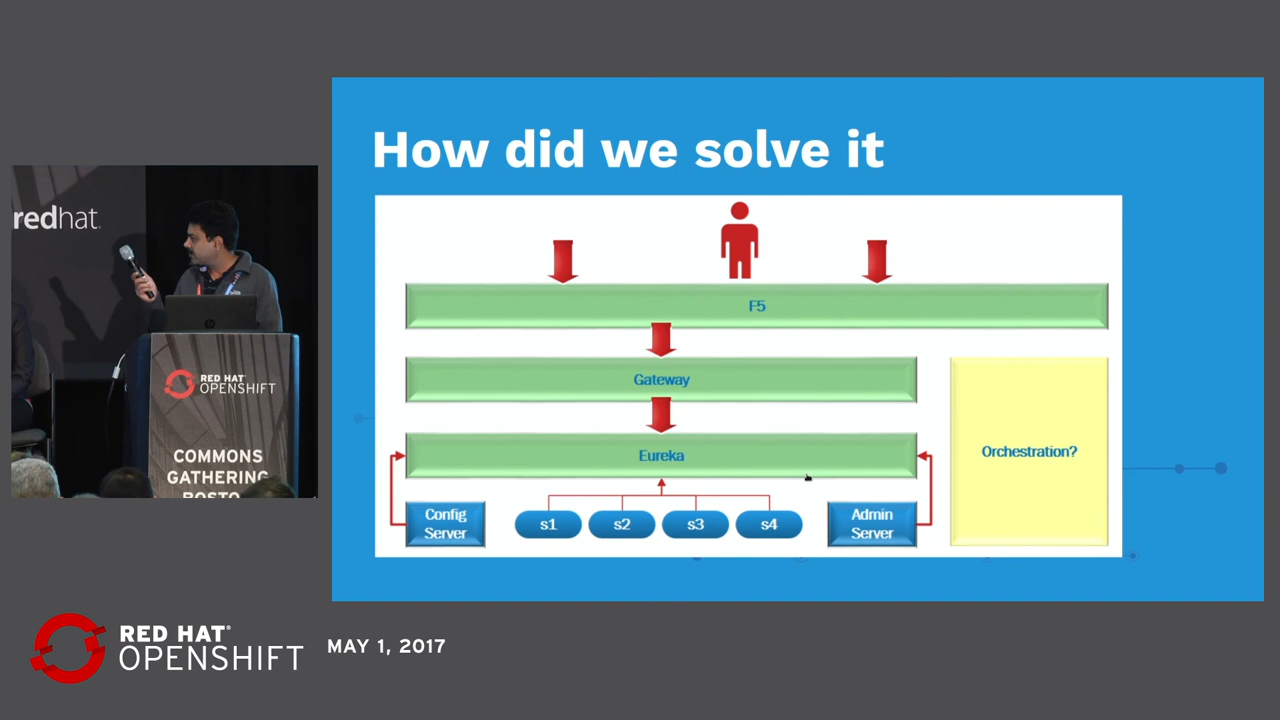 How did we solve it
F5
Gateway
Eureka
Orchestration?
Config
Server
s1
s2
s3
s4
Admin
Server
redhat.
hp
RED HAT
OPENSHIFT
COMMONS
GATHERING
RED HAT®
OPENSHIFT
MAY 1, 2017